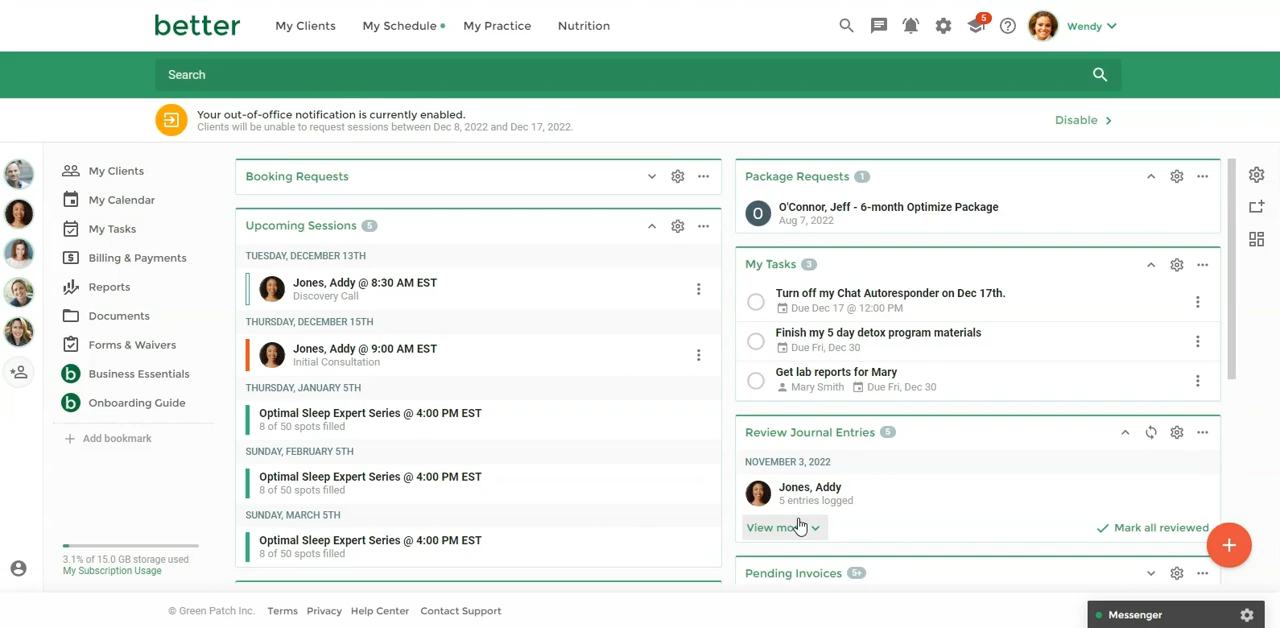 better
My Clients
My Schedule
My Practice
Nutrition
5
Wendy
Search
Your out-of-office notification is currently enabled.
Clients will be unable to request sessions between Dec 8, 2022 and Dec 17, 2022.
Disable
My Clients
My Calendar
My Tasks
Billing & Payments
Reports
Documents
Forms & Waivers
b Business Essentials
b Onboarding Guide
Add bookmark
3.1% of 15.0 GB storage used
My Subscription Usage
Booking Requests
Upcoming Sessions 5
TUESDAY, DECEMBER 13TH
Jones, Addy @ 8:30 AM EST
Discovery Call
THURSDAY, DECEMBER 15TH
Jones, Addy @ 9:00 AM EST
Initial Consultation
THURSDAY, JANUARY 5TH
Optimal Sleep Expert Series @ 4:00 PM EST
8 of 50 spots filled
SUNDAY, FEBRUARY 5TH
Optimal Sleep Expert Series @ 4:00 PM EST
8 of 50 spots filled
SUNDAY, MARCH 5TH
Optimal Sleep Expert Series @ 4:00 PM EST
8 of 50 spots filled
Package Requests 1
O
O'Connor, Jeff - 6-month Optimize Package
Aug 7, 2022
My Tasks 3
Turn off my Chat Autoresponder on Dec 17th.
Due Dec 17 @ 12:00 PM
Finish my 5 day detox program materials
Due Fri, Dec 30
Get lab reports for Mary
Mary Smith Due Fri, Dec 30
Review Journal Entries 5
NOVEMBER 3, 2022
Jones, Addy
5 entries logged
View
Mark all reviewed
Pending Invoices 5+
© Green Patch Inc. Terms Privacy Help Center Contact Support
Messenger